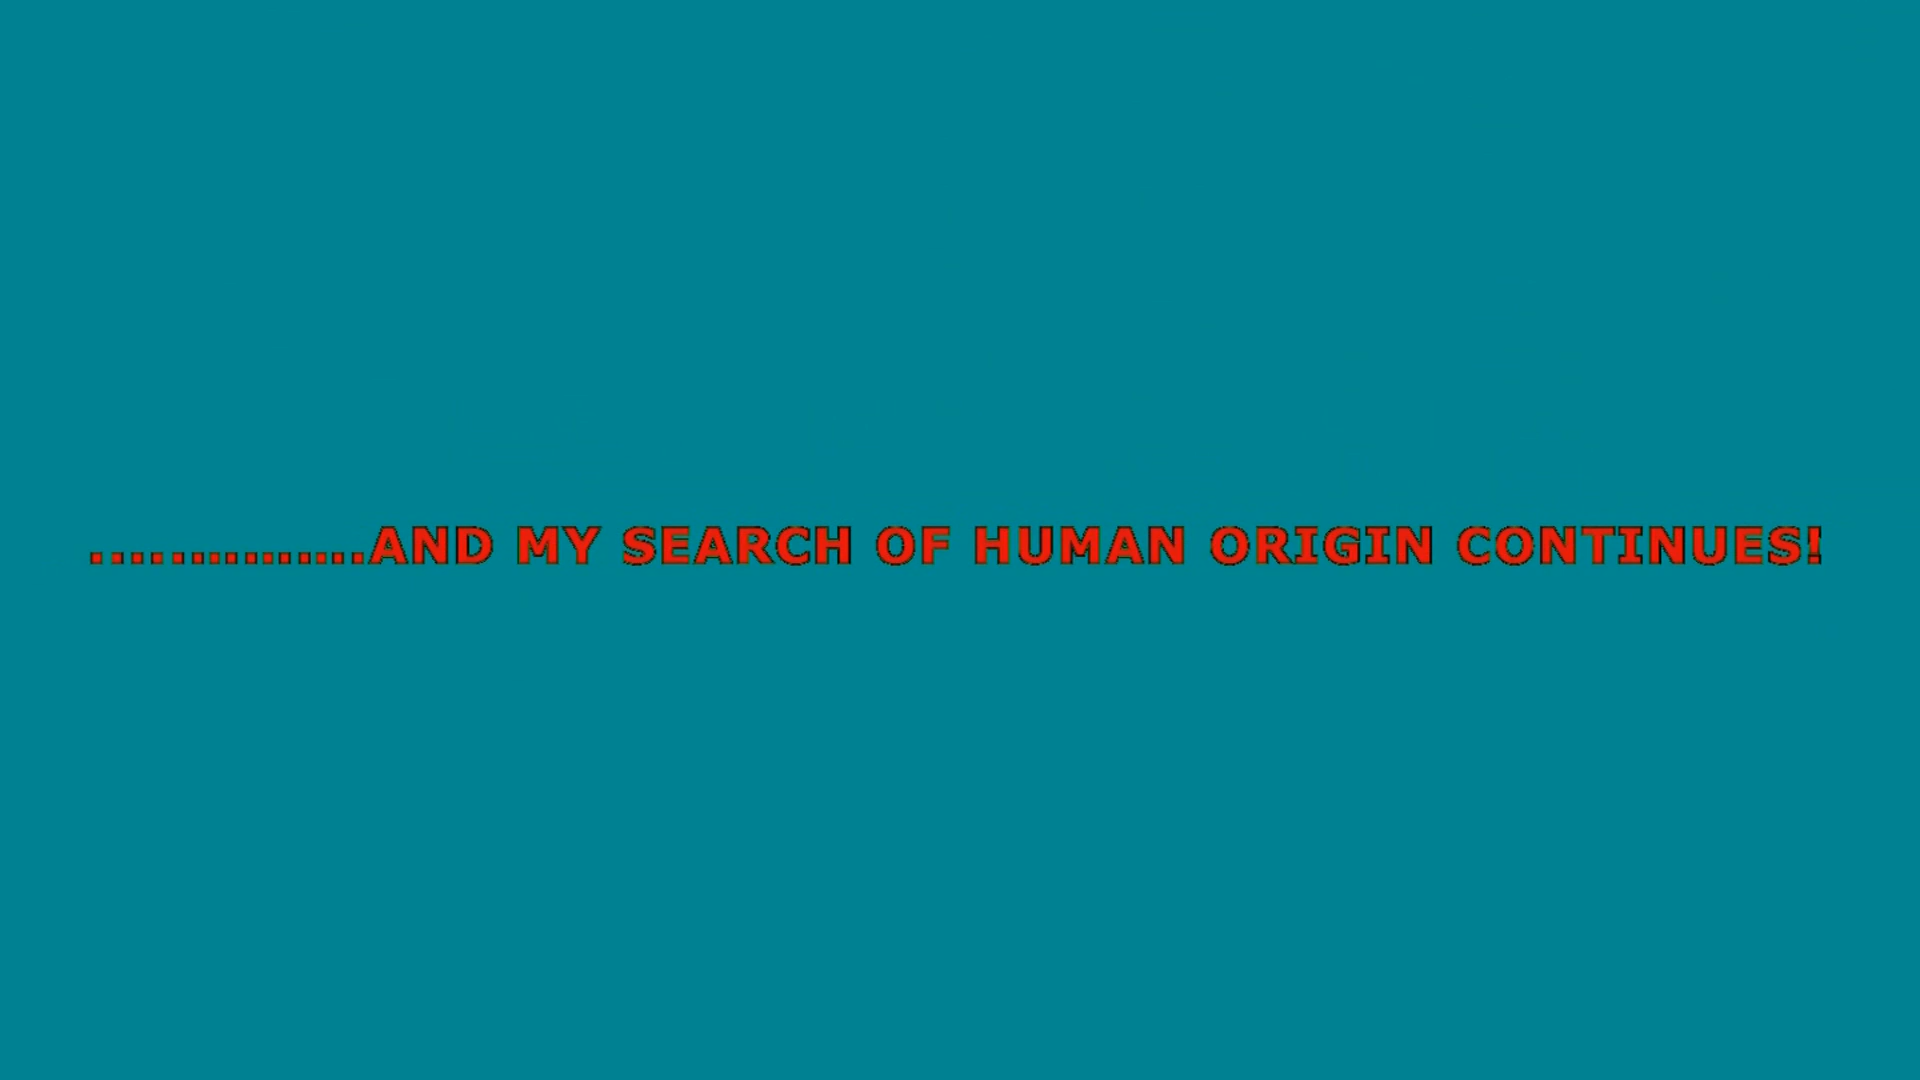 ...............AND MY SEARCH OF HUMAN ORIGIN CONTINUES!